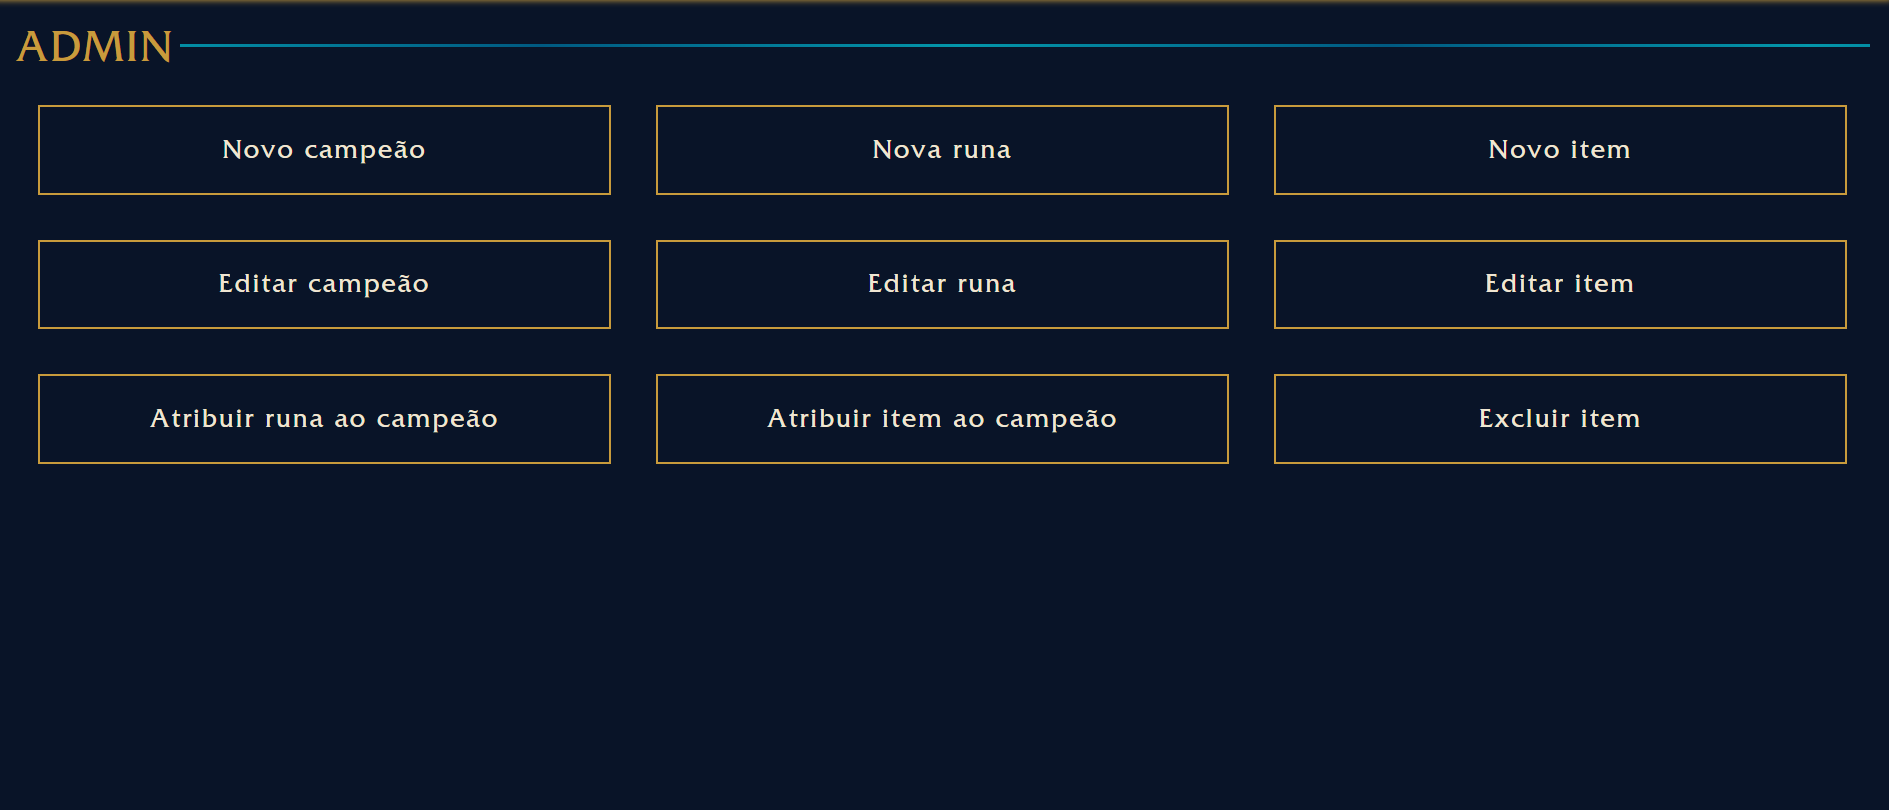 ADMIN
Novo campeão
Nova runa
Novo item
Editar campeão
Editar runa
Editar item
Atribuir runa ao campeão
Atribuir item ao campeão
Excluir item